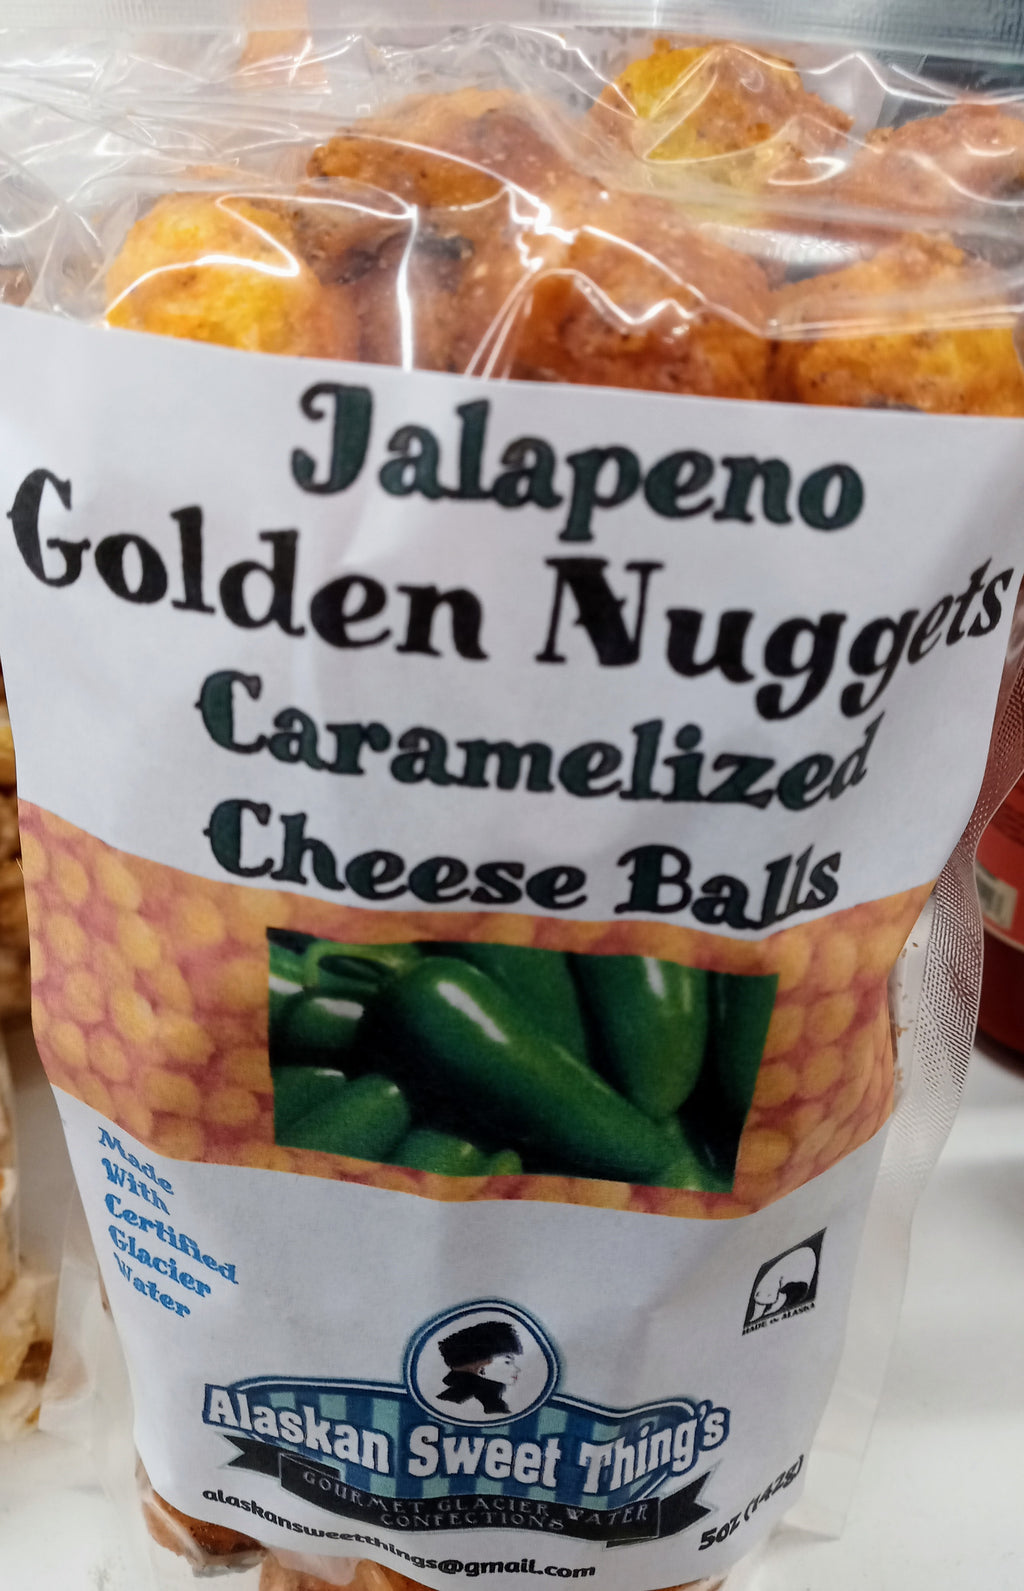 Jalapeno
Golden Nuggets
Caramelized
Cheese Balls
Made
With
Certified
Glacier
Water
MADE IN ALASKA
Alaskan Sweet Thing's
GOURMET GLACIER WATER
CONFECTIONS
alaskansweetthings@gmail.com
5oz (142g)